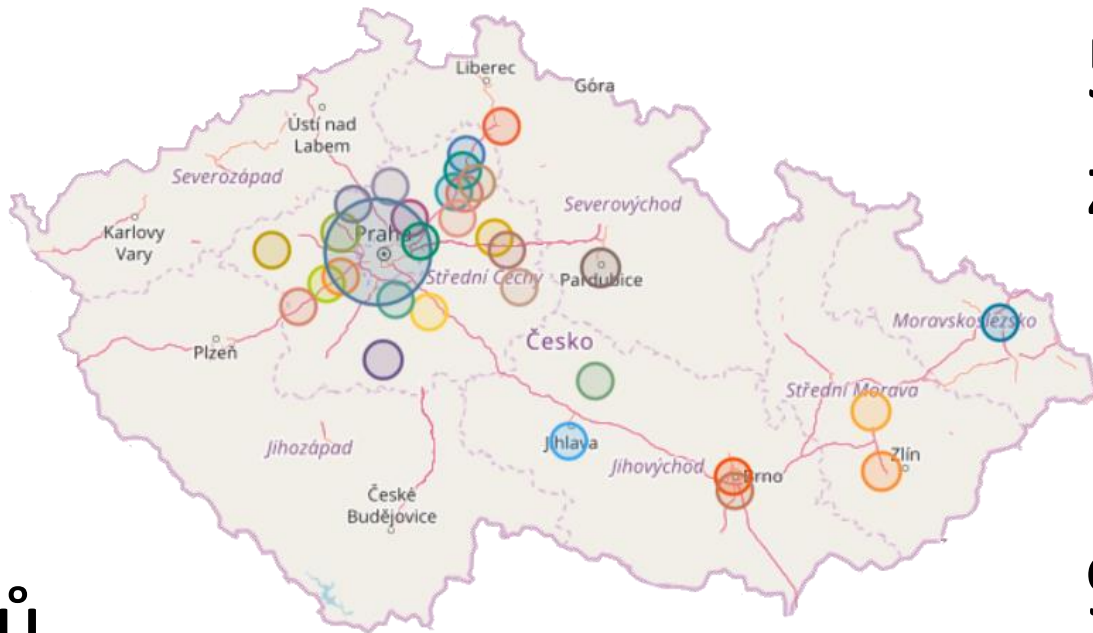 Liberec
Góra
Ústí nad
Labem
Severozápad
Severovýchod
Karlovy
Vary
Praha
Střední Čechy
Pardubice
Moravskoslezsko
Česko
Plzeň
Střední Morava
Jihozápad
Jihlava
Jihovýchod
Brno
Zlín
České
Budějovice
ů